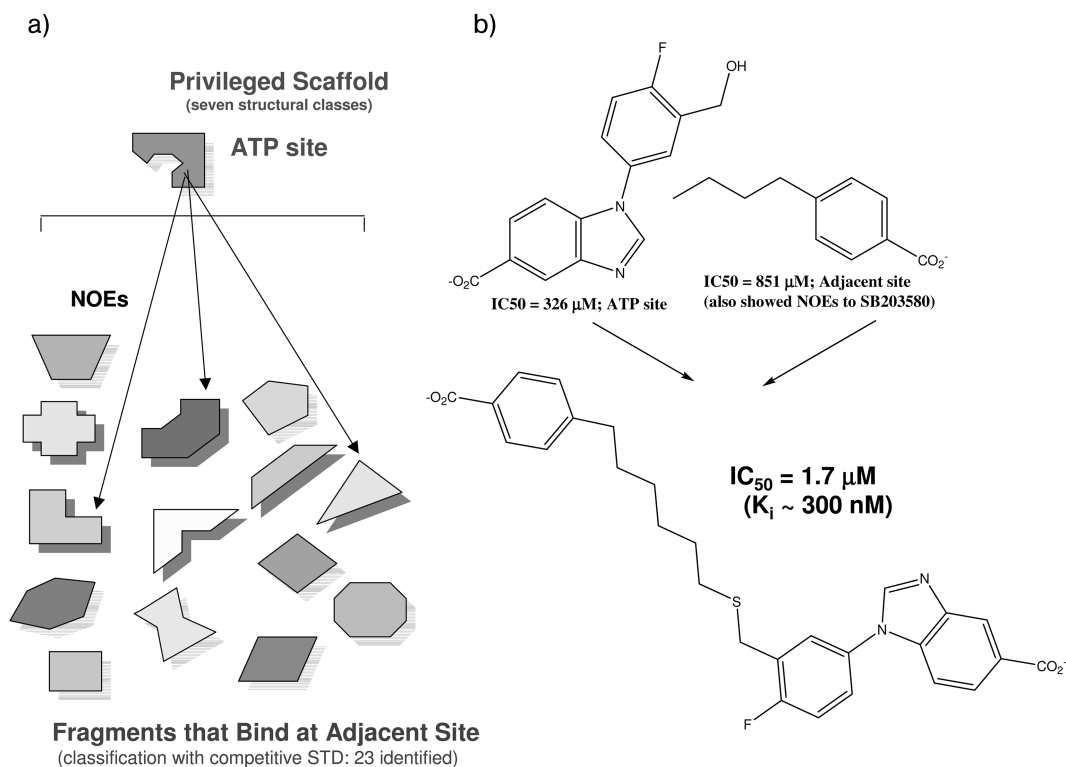 a)
Privileged Scaffold
(seven structural classes)
ATP site
NOEs
Fragments that Bind at Adjacent Site
(classification with competitive STD: 23 identified)
b)
F
OH
N
N
-O2C
CO2-
IC50 = 326 µM; ATP site
IC50 = 851 µM; Adjacent site
(also showed NOEs to SB203580)
-O2C
IC50 = 1.7 µM
(Ki ~ 300 nM)
S
N
N
CO2-
F